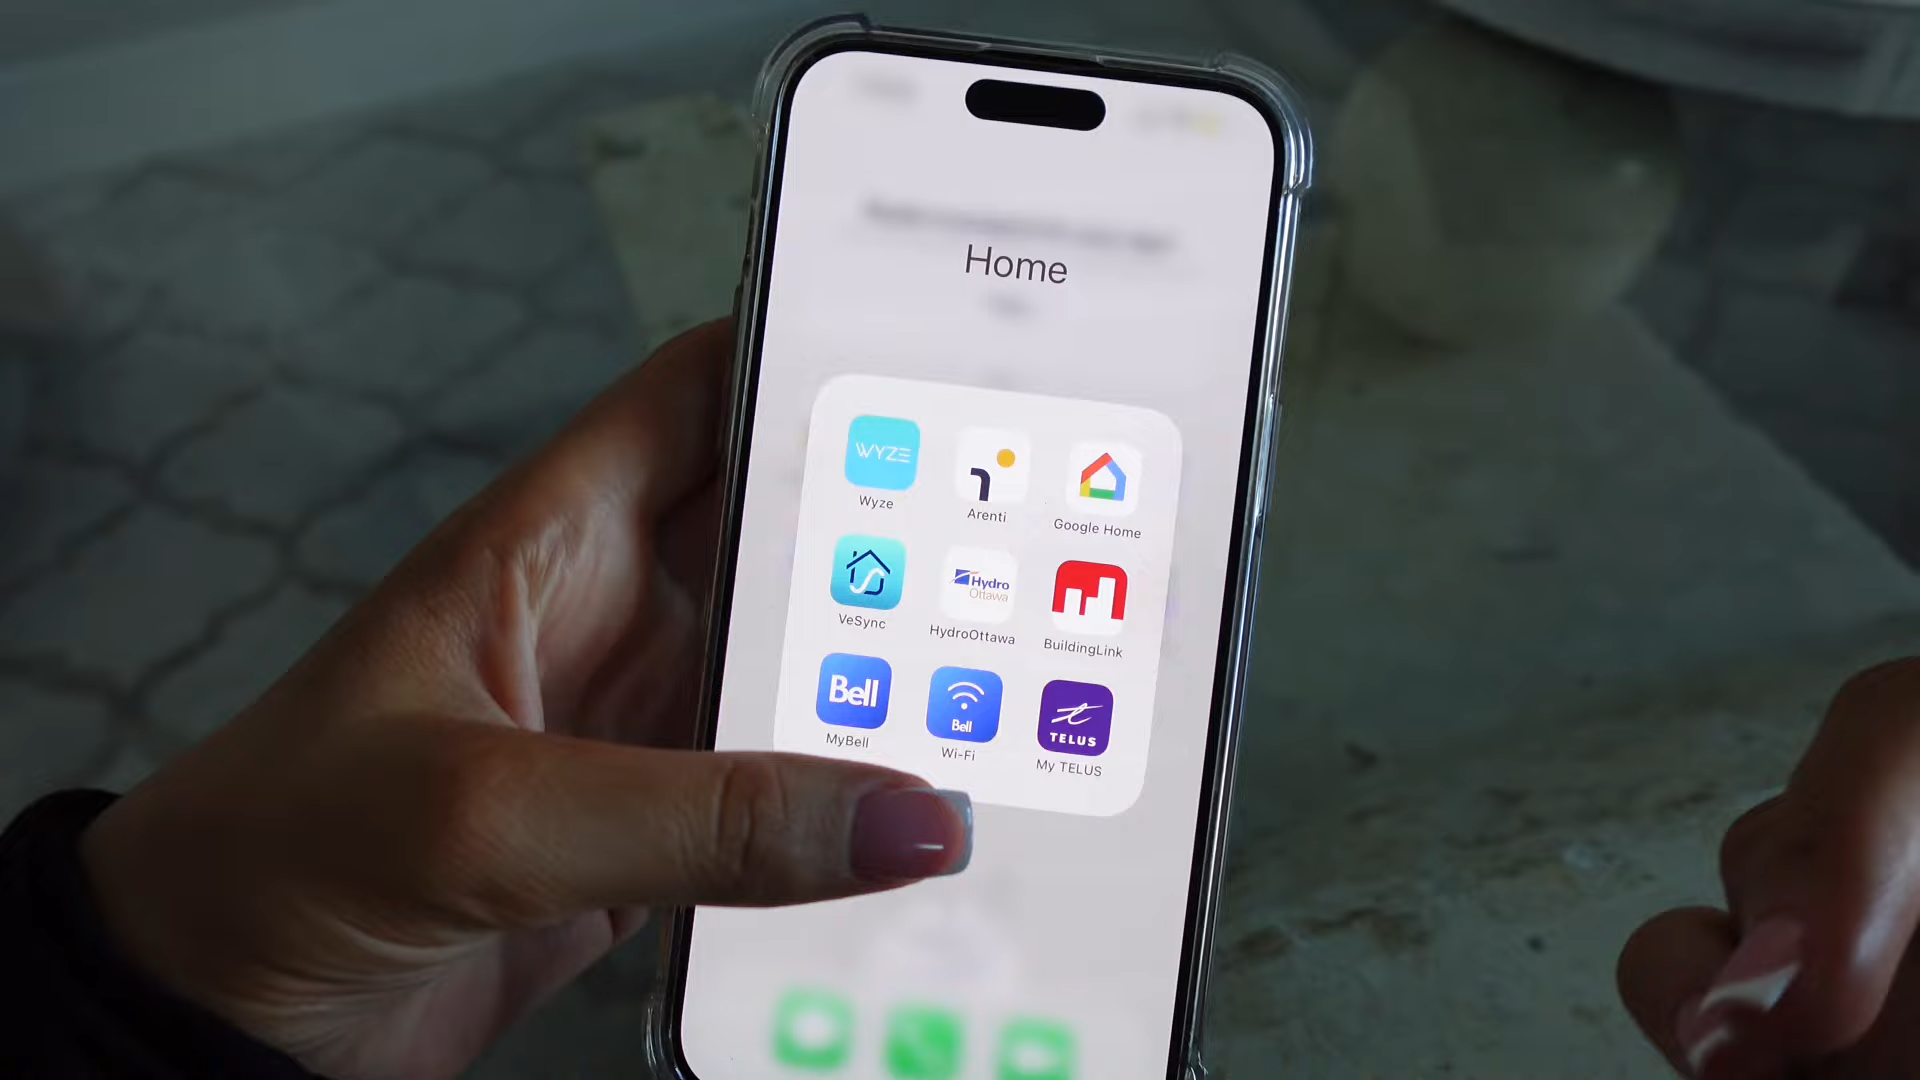 Home
WYZE
Wyze
Arenti
Google Home
VeSync
Hydro
Ottawa
HydroOttawa
BuildingLink
Bell
MyBell
Bell
Wi-Fi
TELUS
My TELUS